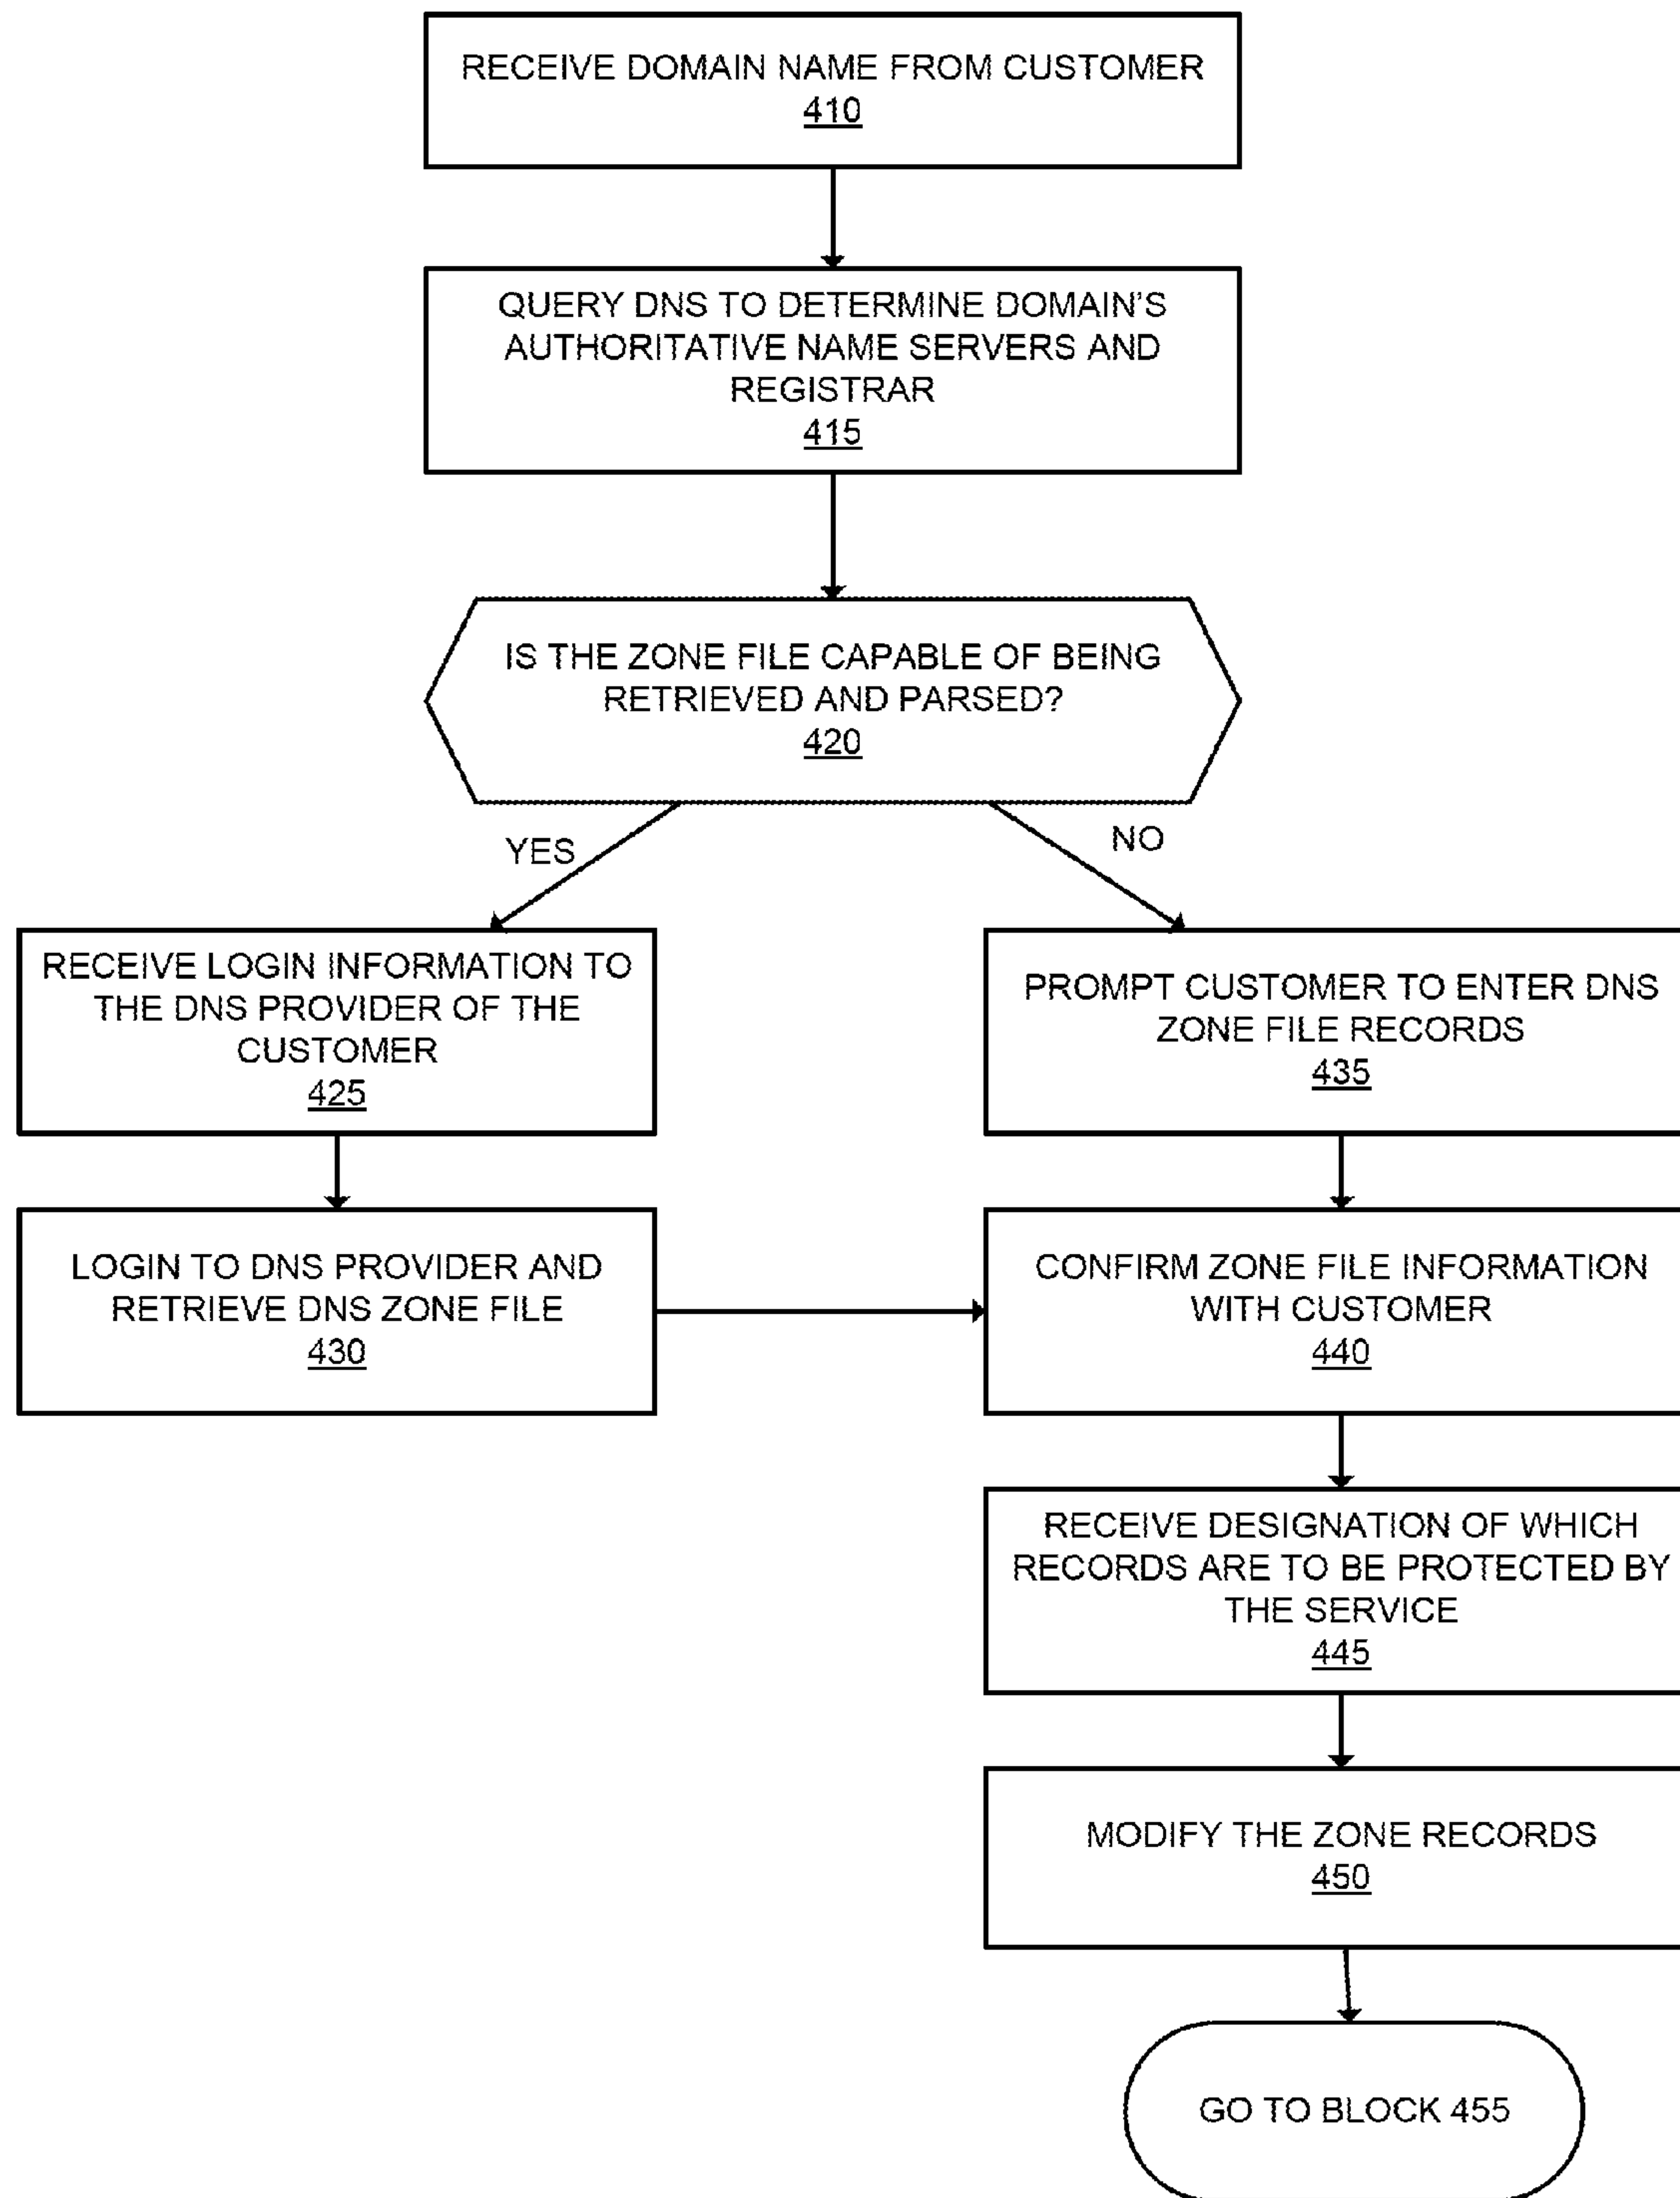 RECEIVE DOMAIN NAME FROM CUSTOMER
410
QUERY DNS TO DETERMINE DOMAIN'S
AUTHORITATIVE NAME SERVERS AND
REGISTRAR
415
IS THE ZONE FILE CAPABLE OF BEING
RETRIEVED AND PARSED?
420
YES
NO
RECEIVE LOGIN INFORMATION TO
THE DNS PROVIDER OF THE
CUSTOMER
425
PROMPT CUSTOMER TO ENTER DNS
ZONE FILE RECORDS
435
LOGIN TO DNS PROVIDER AND
RETRIEVE DNS ZONE FILE
430
CONFIRM ZONE FILE INFORMATION
WITH CUSTOMER
440
RECEIVE DESIGNATION OF WHICH
RECORDS ARE TO BE PROTECTED BY
THE SERVICE
445
MODIFY THE ZONE RECORDS
450
GO TO BLOCK 455